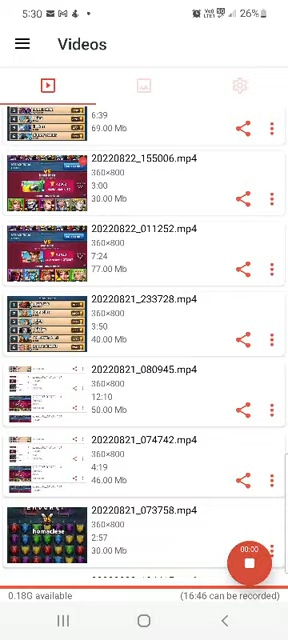 5:30
26%
Videos
6:39
69.00 Mb
20220822_155006.mp4
360×800
3:00
30.00 Mb
20220822_011252.mp4
360×800
7:24
77.00 Mb
20220821_233728.mp4
360×800
3:50
40.00 Mb
20220821_080945.mp4
360×800
12:10
50.00 Mb
20220821_074742.mp4
360×800
4:19
46.00 Mb
20220821_073758.mp4
360×800
2:57
30.00 Mb
VS
homaclese
00:00
0.18G available
(16:46 can be recorded)